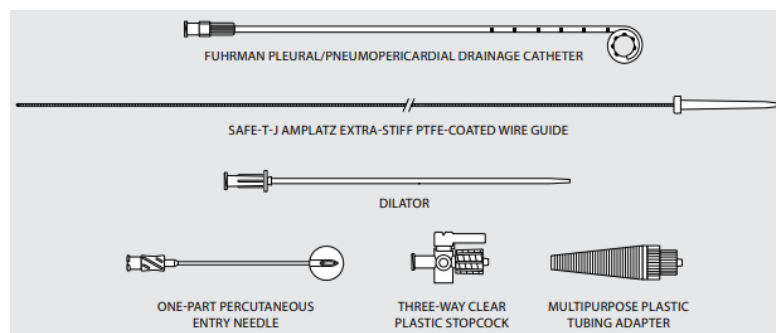 FUHRMAN PLEURAL/PNEUMOPERICARDIAL DRAINAGE CATHETER
SAFE-T-J AMPLATZ EXTRA-STIFF PTFE-COATED WIRE GUIDE
DILATOR
ONE-PART PERCUTANEOUS
ENTRY NEEDLE
THREE-WAY CLEAR
PLASTIC STOPCOCK
MULTIPURPOSE PLASTIC
TUBING ADAPTER